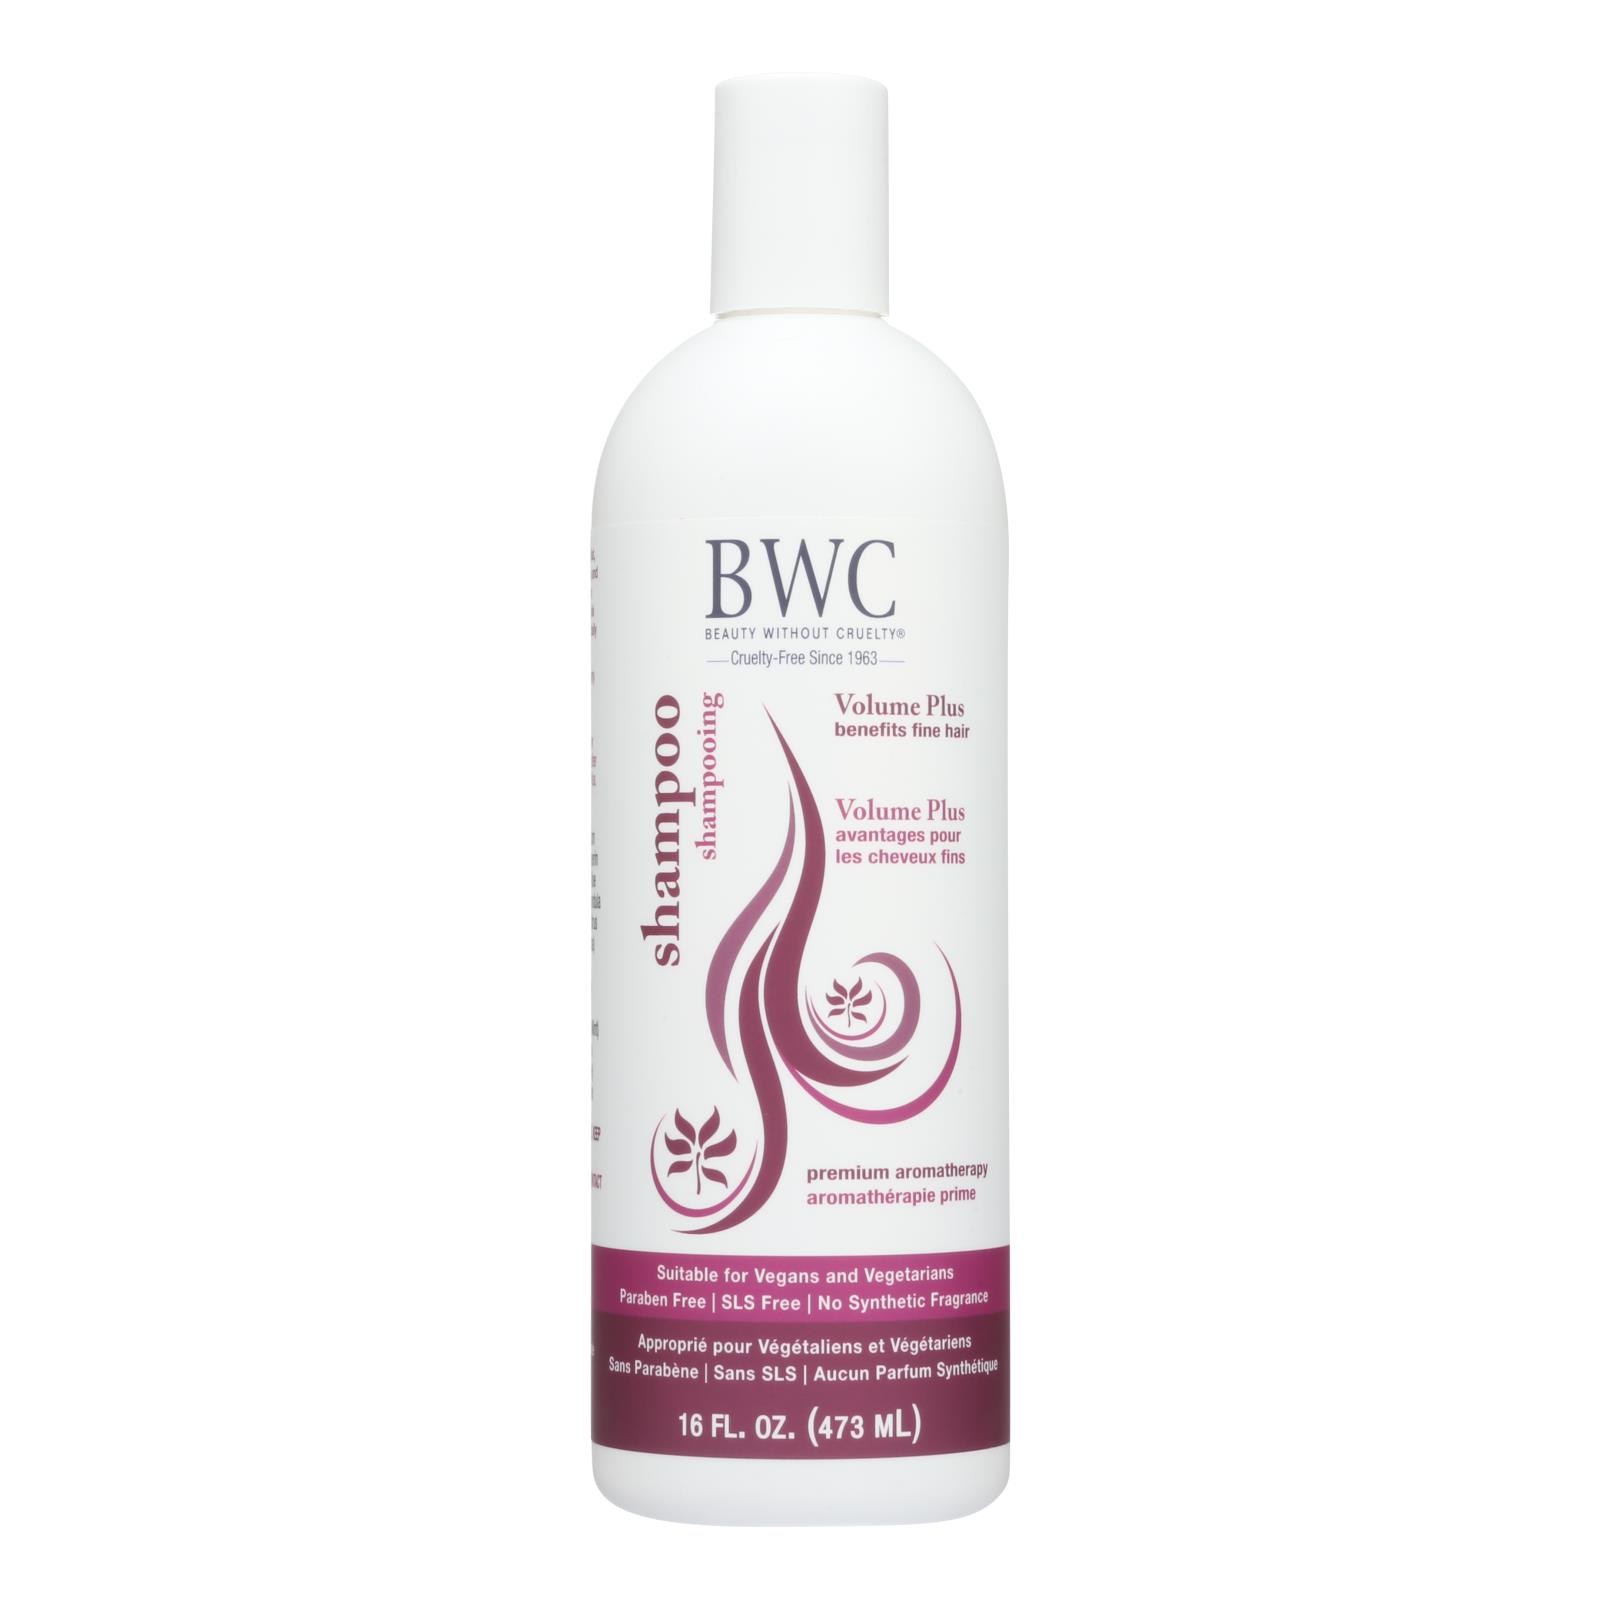 BWC
BEAUTY WITHOUT CRUELTY®
Cruelty-Free Since 1963
shampoo
shampooing
Volume Plus
benefits fine hair
Volume Plus
avantages pour
les cheveux fins
premium aromatherapy
aromathérapie prime
Suitable for Vegans and Vegetarians
Paraben Free | SLS Free | No Synthetic Fragrance
Approprié pour Végétaliens et Végétariens
Sans Parabène | Sans SLS | Aucun Parfum Synthétique
16 FL. OZ. (473 ML)
KEEP